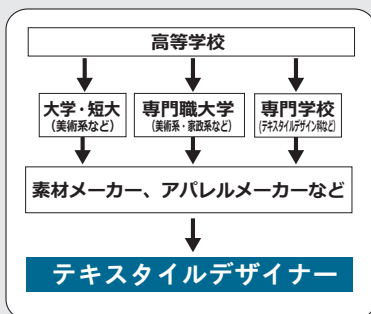 高等学校
大学・短大
(美術系など)
専門職大学
(美術系・家政系など)
専門学校
(テキスタイルデザイン科など)
素材メーカー、アパレルメーカーなど
テキスタイルデザイナー